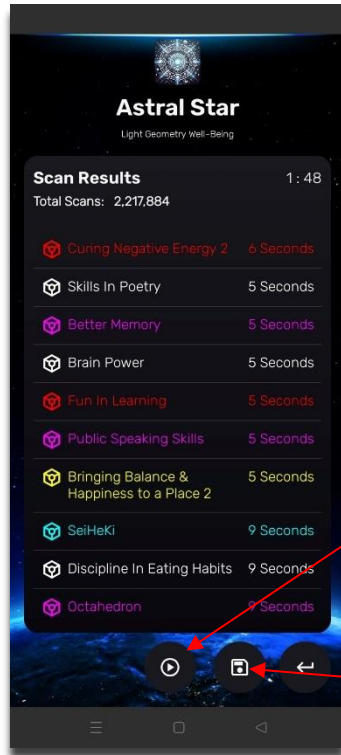 Astral Star
Light Geometry Well-Being
Scan Results 1:48
Total Scans: 2,217,884
Curing Negative Energy 2 6 Seconds
Skills In Poetry 5 Seconds
Better Memory 5 Seconds
Brain Power 5 Seconds
Fun In Learning 5 Seconds
Public Speaking Skills 5 Seconds
Bringing Balance & 5 Seconds
Happiness to a Place 2
SeiHeKi 9 Seconds
Discipline In Eating Habits 9 Seconds
Octahedron 9 Seconds